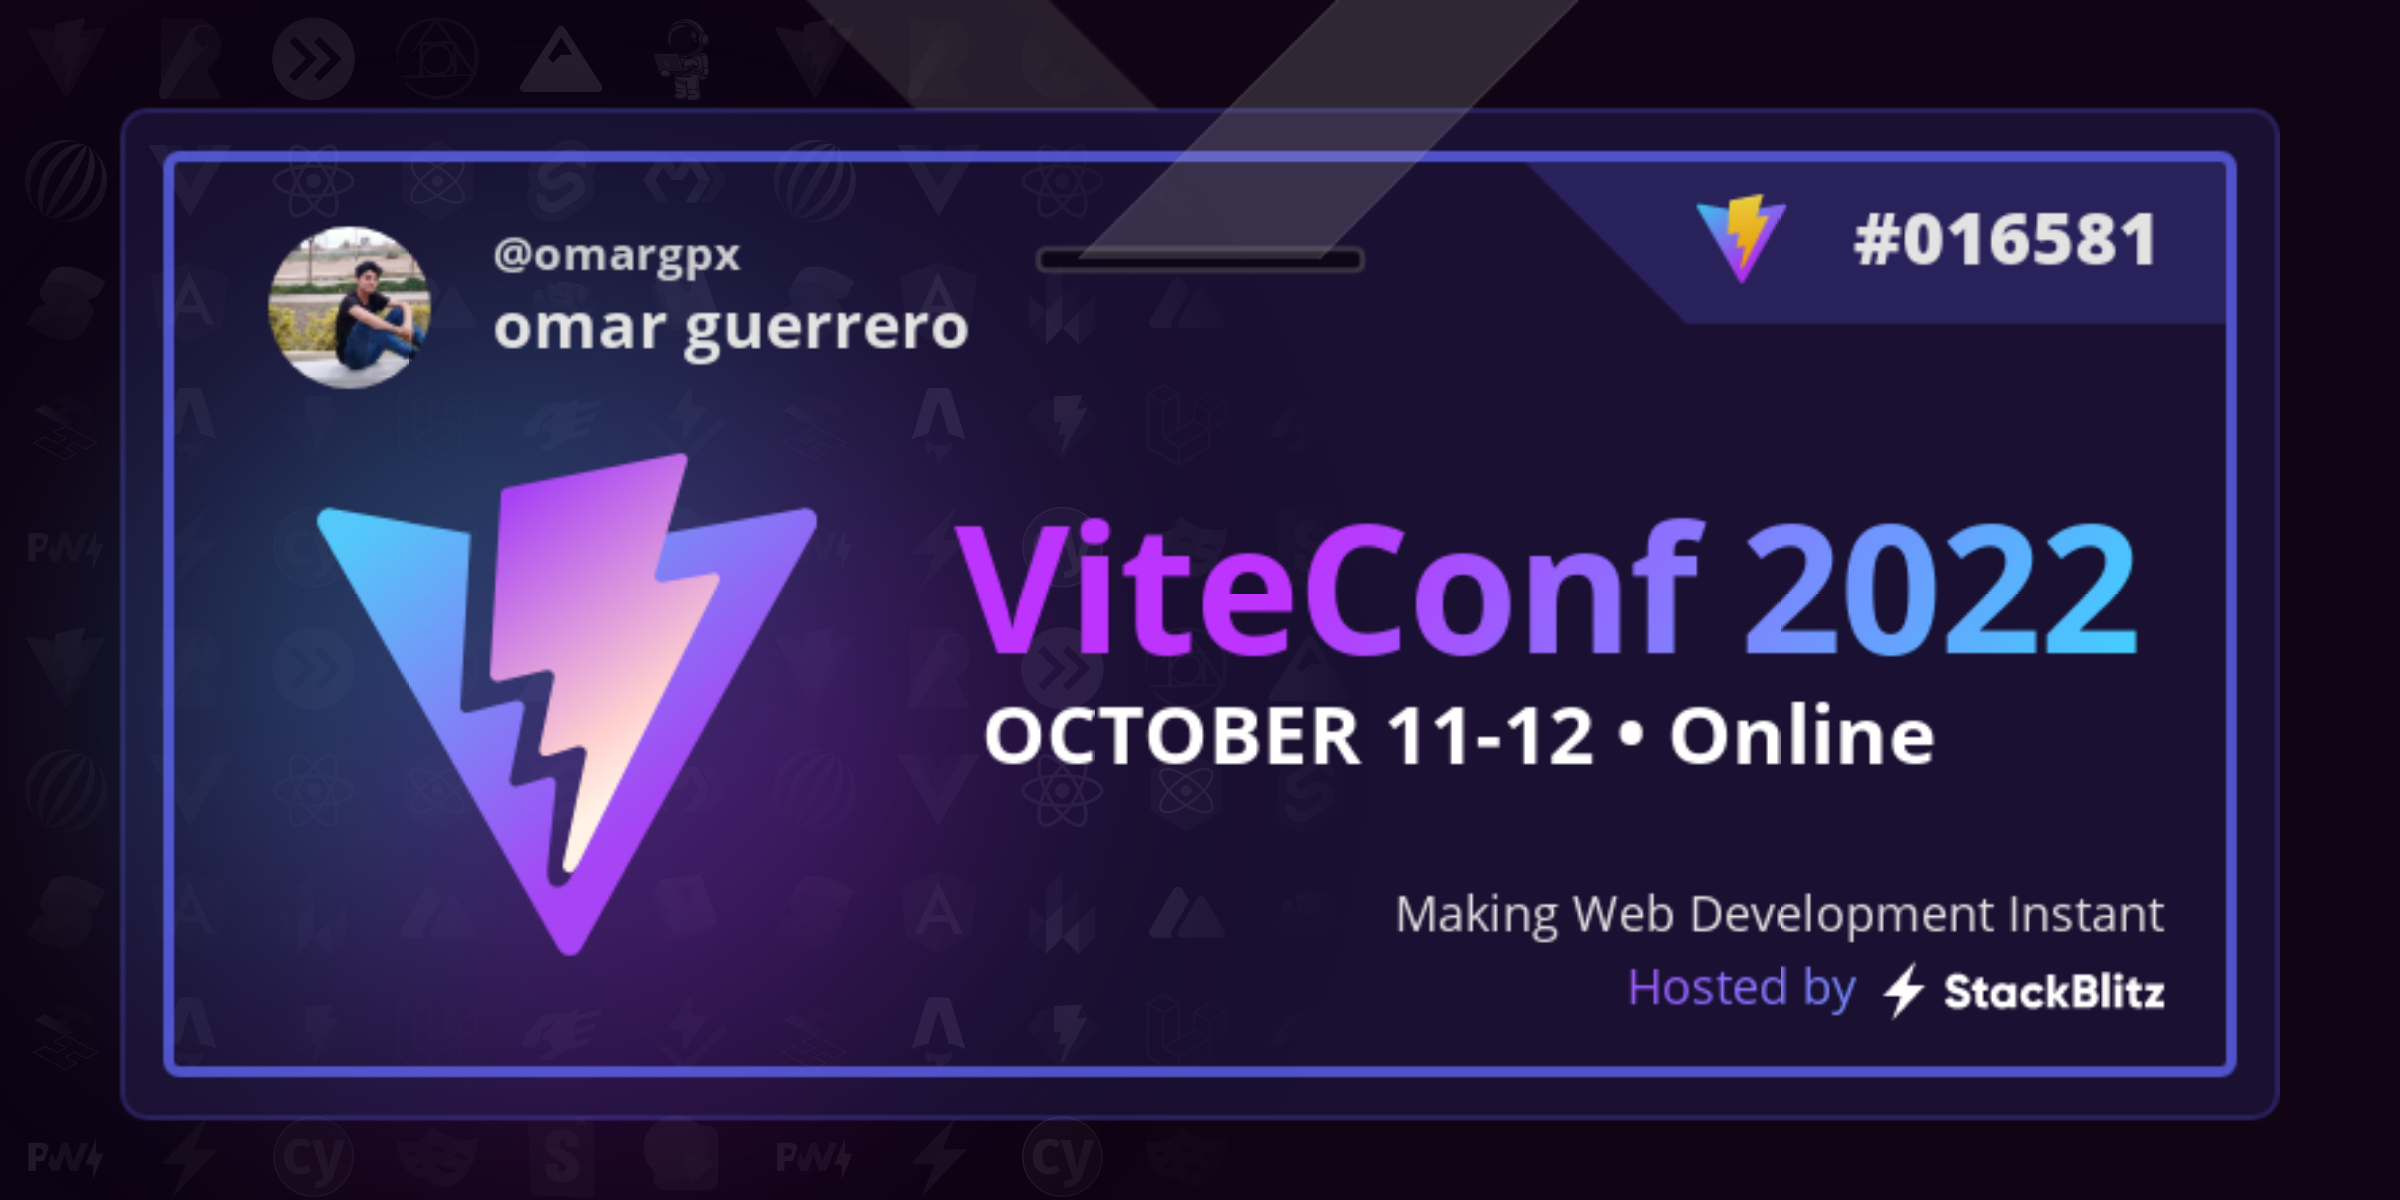 @omargpx
omar guerrero
#016581
ViteConf 2022
OCTOBER 11-12 • Online
Making Web Development Instant
Hosted by StackBlitz